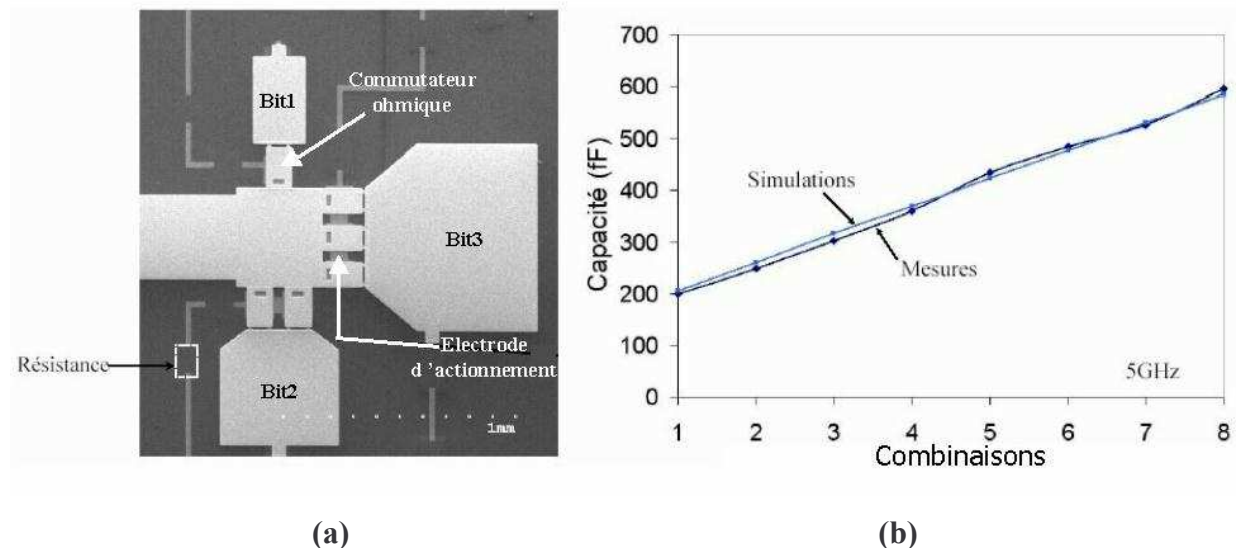 Bit1
Commutateur
ohmique
Bit3
Résistance
Electrode
d 'actionnement
Bit2
1mm
(a)
700
600
500
400
300
200
100
0
Capacité (fF)
Simulations
Mesures
5GHz
1 2 3 4 5 6 7 8
Combinaisons
(b)